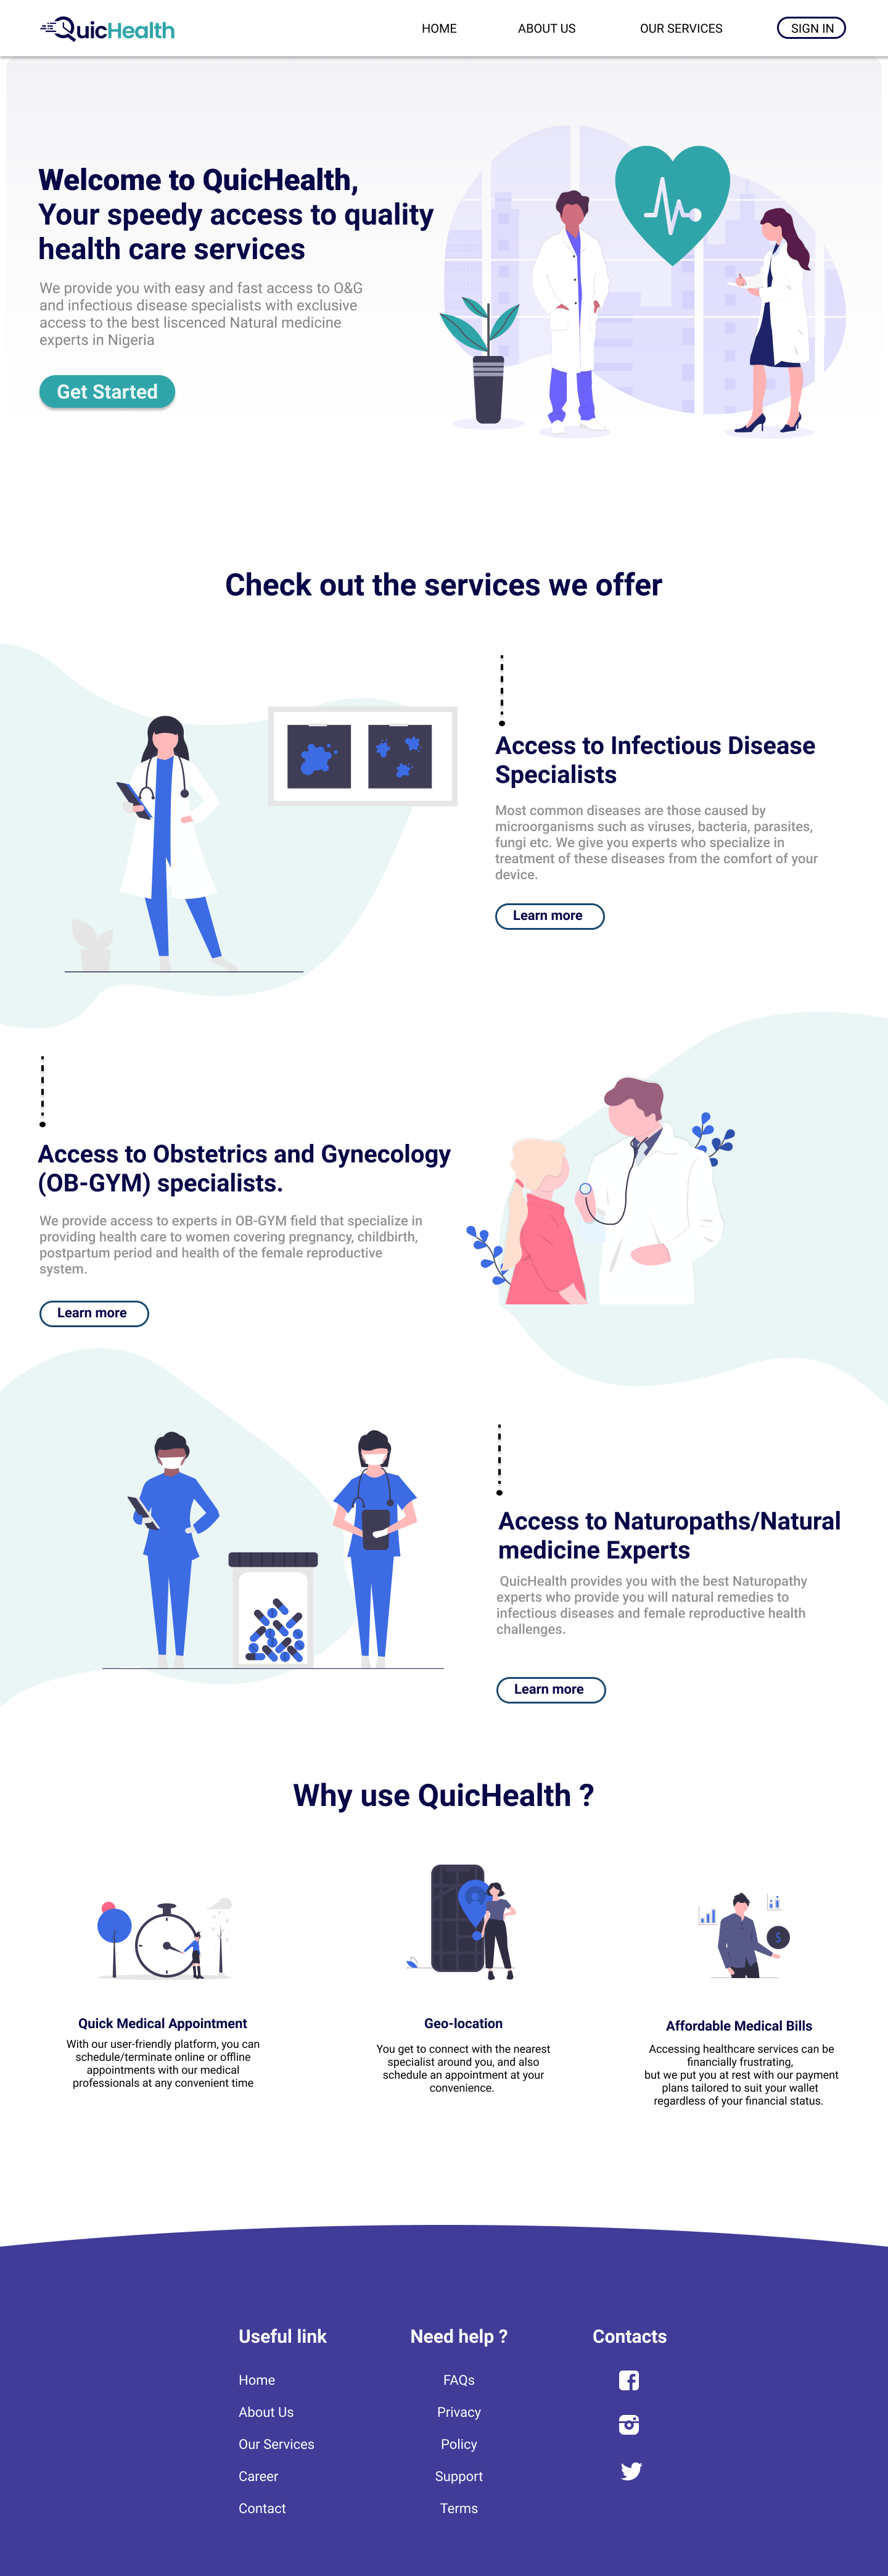 QuicHealth
HOME
ABOUT US
OUR SERVICES
SIGN IN
Welcome to QuicHealth,
Your speedy access to quality
health care services
We provide you with easy and fast access to O&G
and infectious disease specialists with exclusive
access to the best liscenced Natural medicine
experts in Nigeria
Get Started
Check out the services we offer
Access to Infectious Disease
Specialists
Most common diseases are those caused by
microorganisms such as viruses, bacteria, parasites,
fungi etc. We give you experts who specialize in
treatment of these diseases from the comfort of your
device.
Learn more
Access to Obstetrics and Gynecology
(OB-GYM) specialists.
We provide access to experts in OB-GYM field that specialize in
providing health care to women covering pregnancy, childbirth,
postpartum period and health of the female reproductive
system.
Learn more
Access to Naturopaths/Natural
medicine Experts
QuicHealth provides you with the best Naturopathy
experts who provide you will natural remedies to
infectious diseases and female reproductive health
challenges.
Learn more
Why use QuicHealth ?
$
Quick Medical Appointment
With our user-friendly platform, you can
schedule/terminate online or offline
appointments with our medical
professionals at any convenient time
Geo-location
You get to connect with the nearest
specialist around you, and also
schedule an appointment at your
convenience.
Affordable Medical Bills
Accessing healthcare services can be
financially frustrating,
but we put you at rest with our payment
plans tailored to suit your wallet
regardless of your financial status.
Useful link
Home
About Us
Our Services
Career
Contact
Need help ?
FAQs
Privacy
Policy
Support
Terms
Contacts